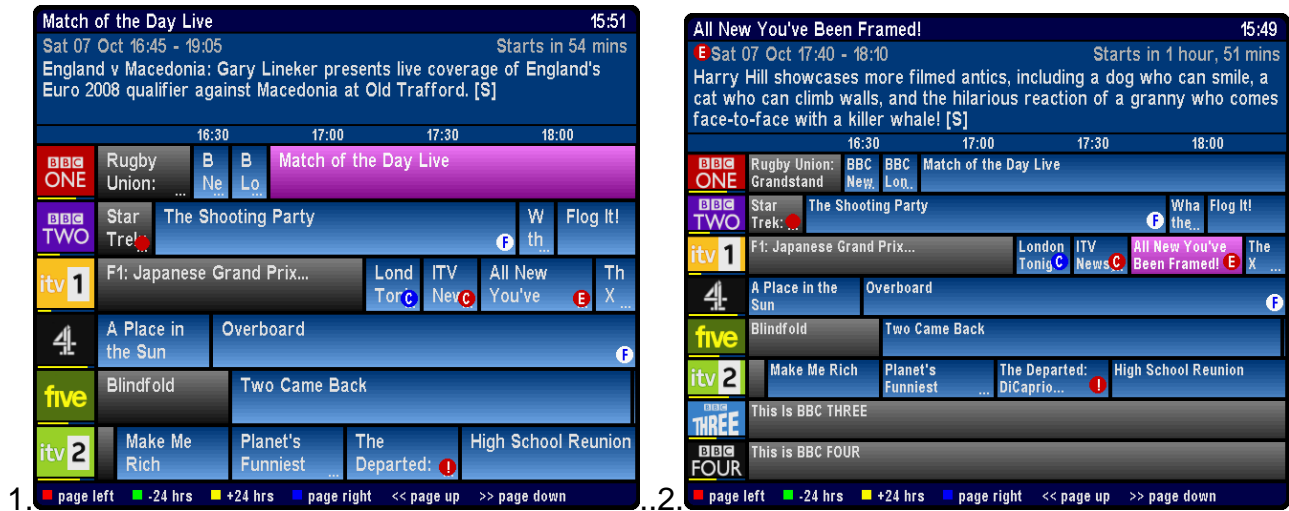 Match of the Day Live 15:51
Sat 07 Oct 16:45 - 19:05 Starts in 54 mins
England v Macedonia: Gary Lineker presents live coverage of England's
Euro 2008 qualifier against Macedonia at Old Trafford. [S]
16:30 17:00 17:30 18:00
BBC ONE Rugby B B Match of the Day Live
Union: ... Ne... Lo...
BBC TWO Star The Shooting Party W Flog It!
Tre F th...
itv 1 F1: Japanese Grand Prix... Lond ITV All New Th
Ton C New C You've E X ...
4 A Place in Overboard
the Sun F
five Blindfold Two Came Back
itv 2 Make Me Planet's The High School Reunion
Rich Funniest ... Departed: !
page left -24 hrs +24 hrs page right << page up >> page down
1.
..2.
All New You've Been Framed! 15:49
E Sat 07 Oct 17:40 - 18:10 Starts in 1 hour, 51 mins
Harry Hill showcases more filmed antics, including a dog who can smile, a
cat who can climb walls, and the hilarious reaction of a granny who comes
face-to-face with a killer whale! [S]
16:30 17:00 17:30 18:00
BBC ONE Rugby Union: BBC BBC Match of the Day Live
Grandstand New... Lon...
BBC TWO Star The Shooting Party Wha Flog It!
Trek: F the...
itv 1 F1: Japanese Grand Prix... London ITV All New You've The
Tonig C News C Been Framed! E X ...
4 A Place in the Overboard
Sun F
five Blindfold Two Came Back
itv 2 Make Me Rich Planet's The Departed: High School Reunion
Funniest ... DiCaprio... !
BBC THREE This Is BBC THREE
BBC FOUR This is BBC FOUR
page left -24 hrs +24 hrs page right << page up >> page down